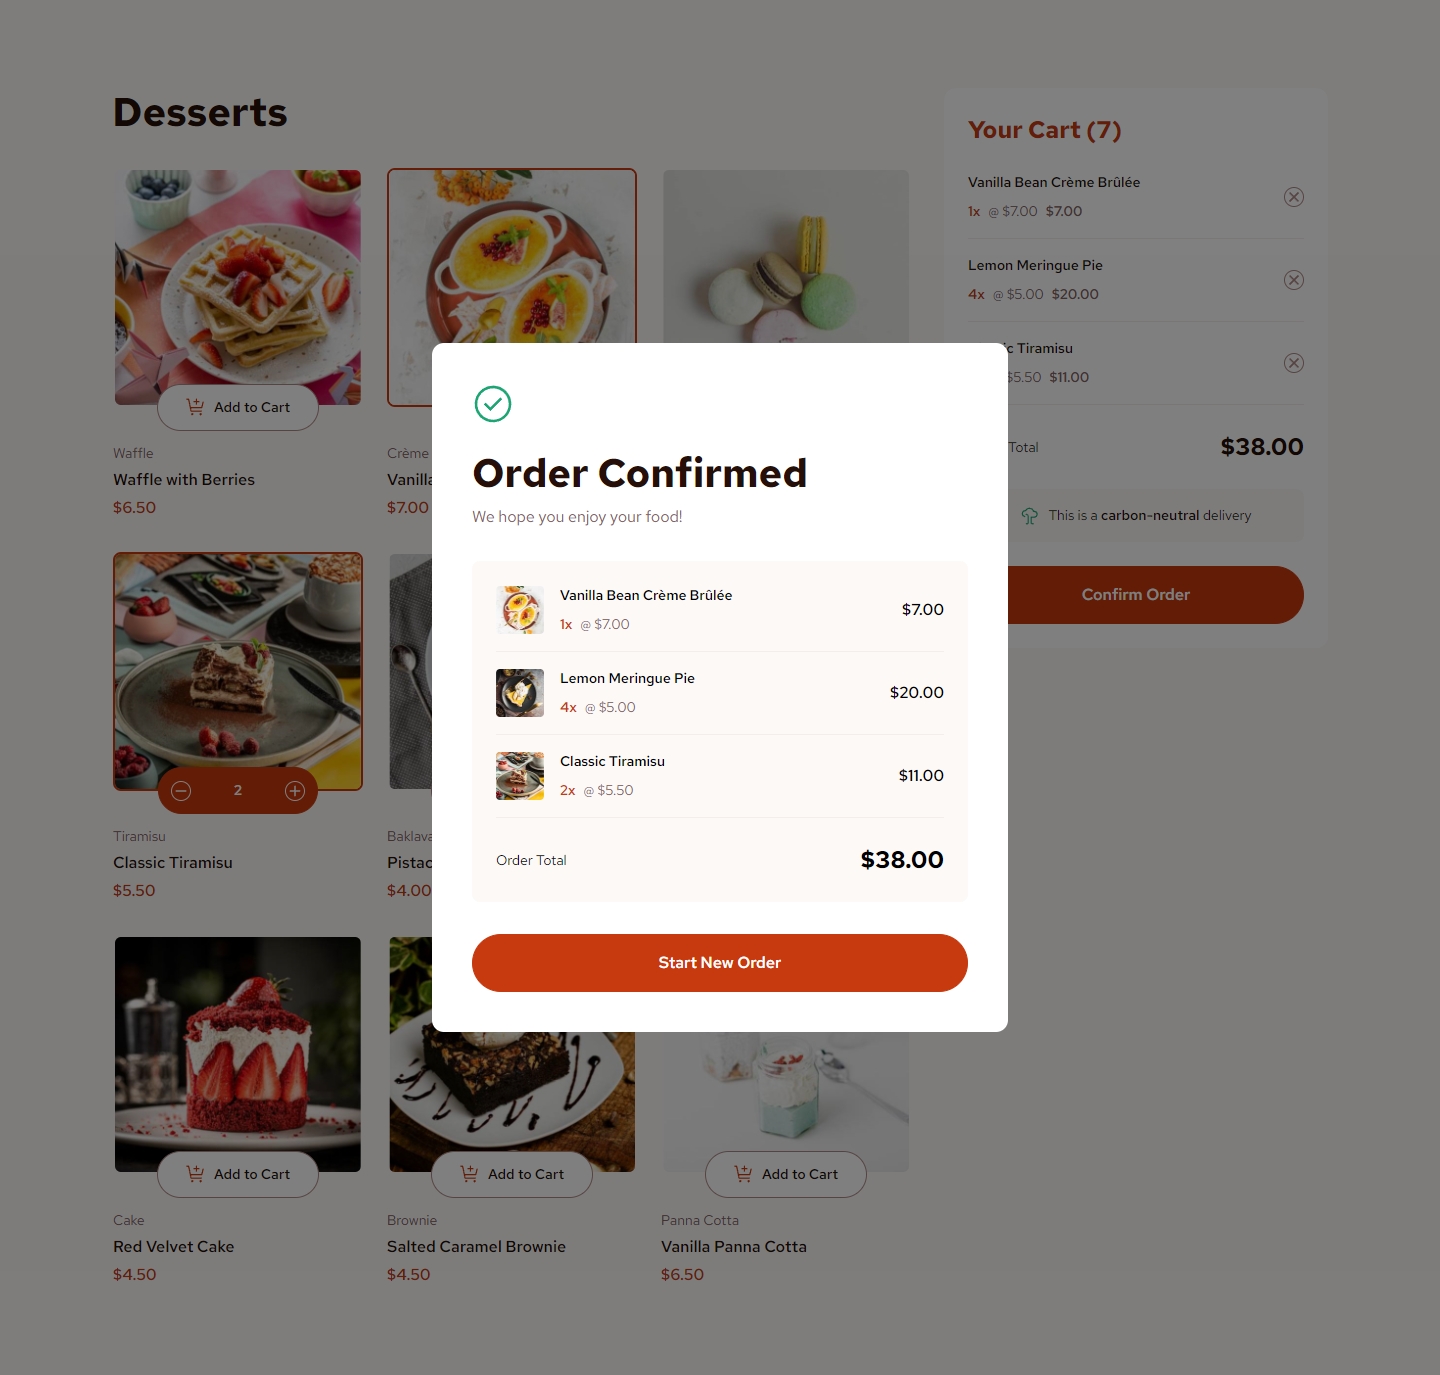 Desserts
Add to Cart
Waffle
Waffle with Berries
$6.50
Crème
$7.00
2
Tiramisu
Classic Tiramisu
$5.50
$4.00
Add to Cart
Cake
Red Velvet Cake
$4.50
Add to Cart
Brownie
Salted Caramel Brownie
$4.50
Add to Cart
Panna Cotta
Vanilla Panna Cotta
$6.50
Your Cart (7)
Vanilla Bean Crème Brûlée
1x @ $7.00 $7.00
Lemon Meringue Pie
4x @ $5.00 $20.00
Tiramisu
$5.50 $11.00
Total $38.00
This is a carbon-neutral delivery
Confirm Order
Order Confirmed
We hope you enjoy your food!
Vanilla Bean Crème Brûlée
1x @ $7.00
$7.00
Lemon Meringue Pie
4x @ $5.00
$20.00
Classic Tiramisu
2x @ $5.50
$11.00
Order Total $38.00
Start New Order